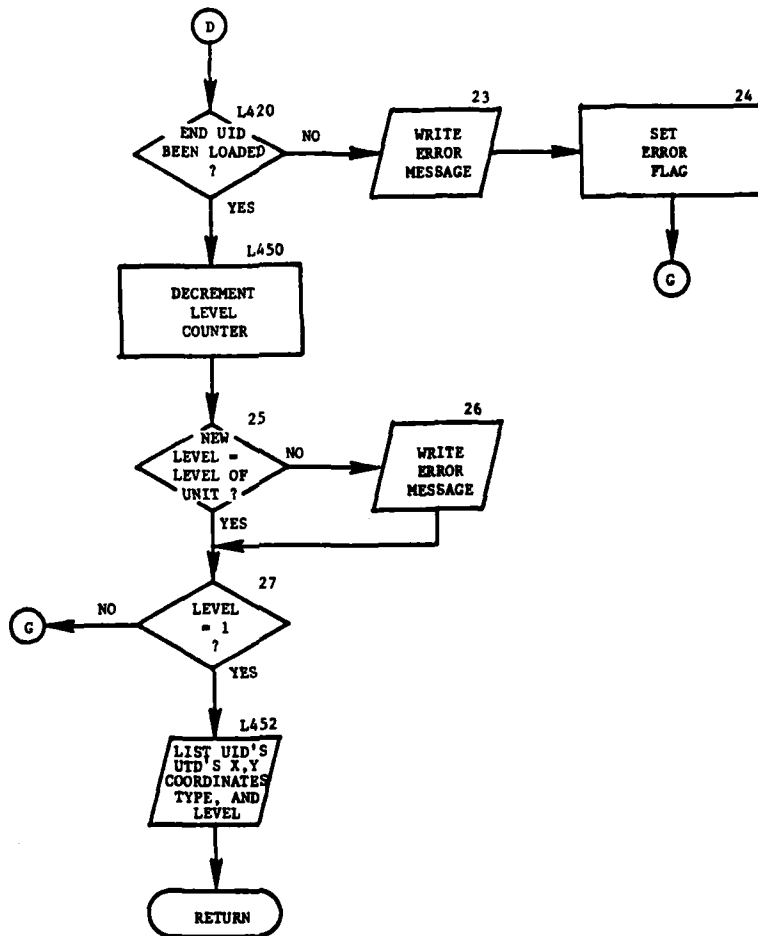 D
L420
END UID
BEEN LOADED
?
NO
YES
23
WRITE
ERROR
MESSAGE
24
SET
ERROR
FLAG
G
L450
DECREMENT
LEVEL
COUNTER
25
NEW
LEVEL =
LEVEL OF
UNIT ?
NO
YES
26
WRITE
ERROR
MESSAGE
27
LEVEL
= 1
?
NO
G
YES
L452
LIST UID'S
UTD'S X,Y
COORDINATES
TYPE, AND
LEVEL
RETURN